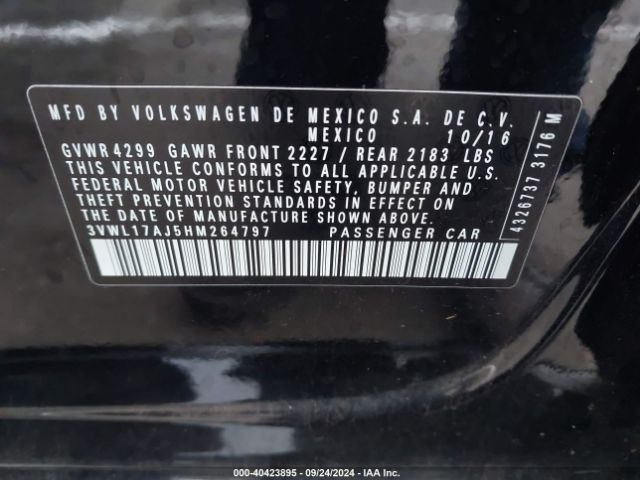 MFD BY VOLKSWAGEN DE MEXICO S.A. DE C.V.
MEXICO 10/16
GVWR 4299 GAWR FRONT 2227 / REAR 2183 LBS
THIS VEHICLE CONFORMS TO ALL APPLICABLE U.S.
FEDERAL MOTOR VEHICLE SAFETY, BUMPER AND
THEFT PREVENTION STANDARDS IN EFFECT ON
THE DATE OF MANUFACTURE SHOWN ABOVE.
3VWL17AJ5HM264797 PASSENGER CAR
4326737 3176 M
000-40423895 - 09/24/2024 - IAA Inc.